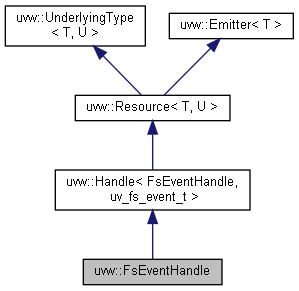 uvw::UnderlyingType
< T, U >
uvw::Emitter< T >
uvw::Resource< T, U >
uvw::Handle< FsEventHandle,
uv_fs_event_t >
uvw::FsEventHandle